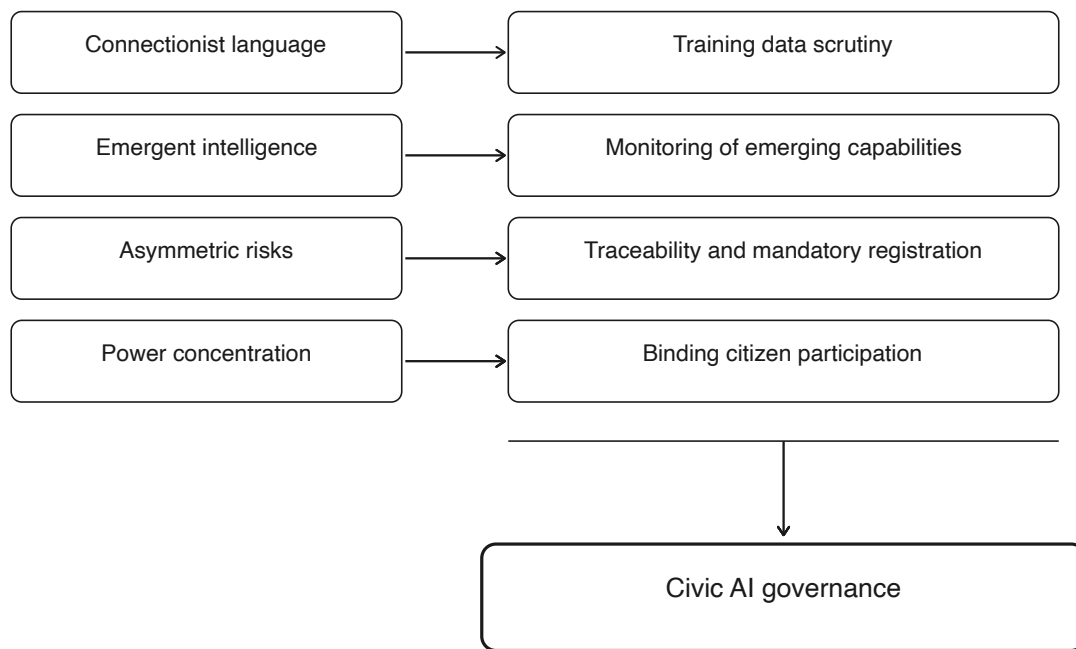 Connectionist language
Training data scrutiny
Emergent intelligence
Monitoring of emerging capabilities
Asymmetric risks
Traceability and mandatory registration
Power concentration
Binding citizen participation
Civic AI governance